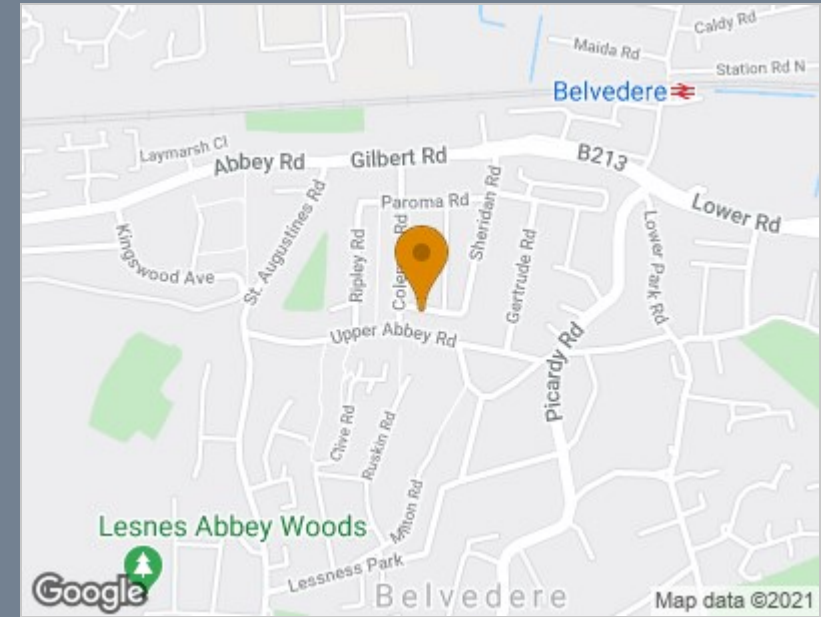 Caldy Rd
Maida Rd
Station Rd N
Belvedere
Laymarsh Cl
Abbey Rd
Gilbert Rd
B213
Lower Rd
Paroma Rd
Sheridan Rd
Kingswood Ave
St. Augustines Rd
Ripley Rd
Gertrude Rd
Lower Park Rd
Upper Abbey Rd
Picardy Rd
Clive Rd
Ruskin Rd
Lesnes Abbey Woods
Lessness Park
Belvedere
Google
Map data ©2021